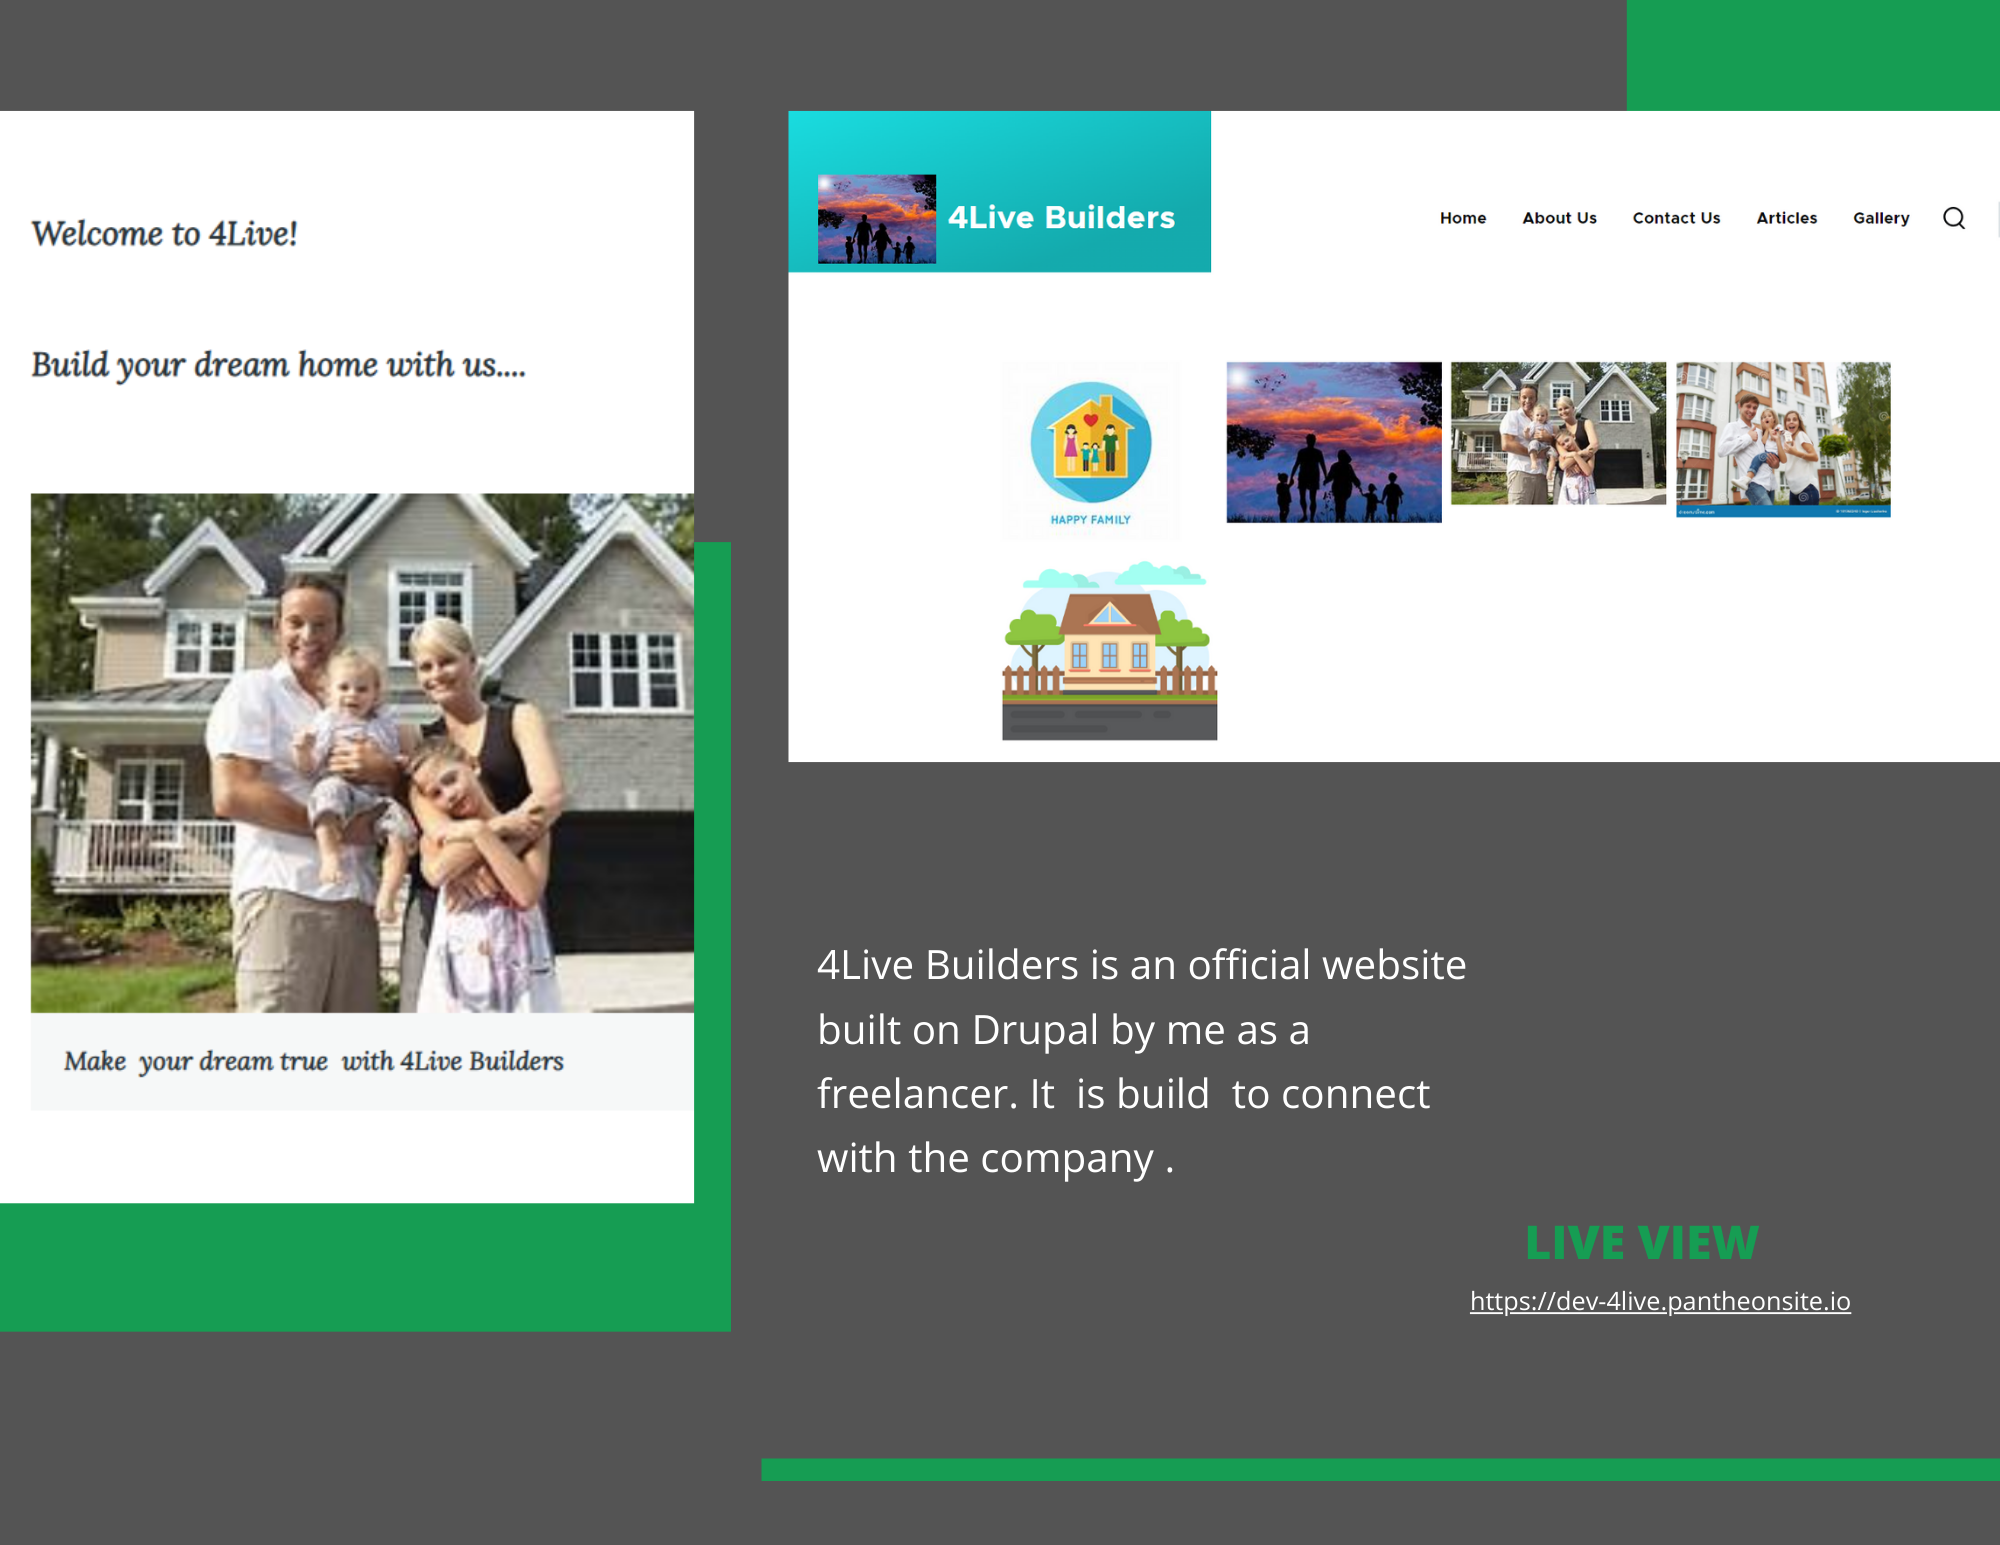 Welcome to 4Live!
Build your dream home with us....
Make your dream true with 4Live Builders
4Live Builders
Home About Us Contact Us Articles Gallery
HAPPY FAMILY
4Live Builders is an official website
built on Drupal by me as a
freelancer. It is build to connect
with the company .
LIVE VIEW
https://dev-4live.pantheonsite.io